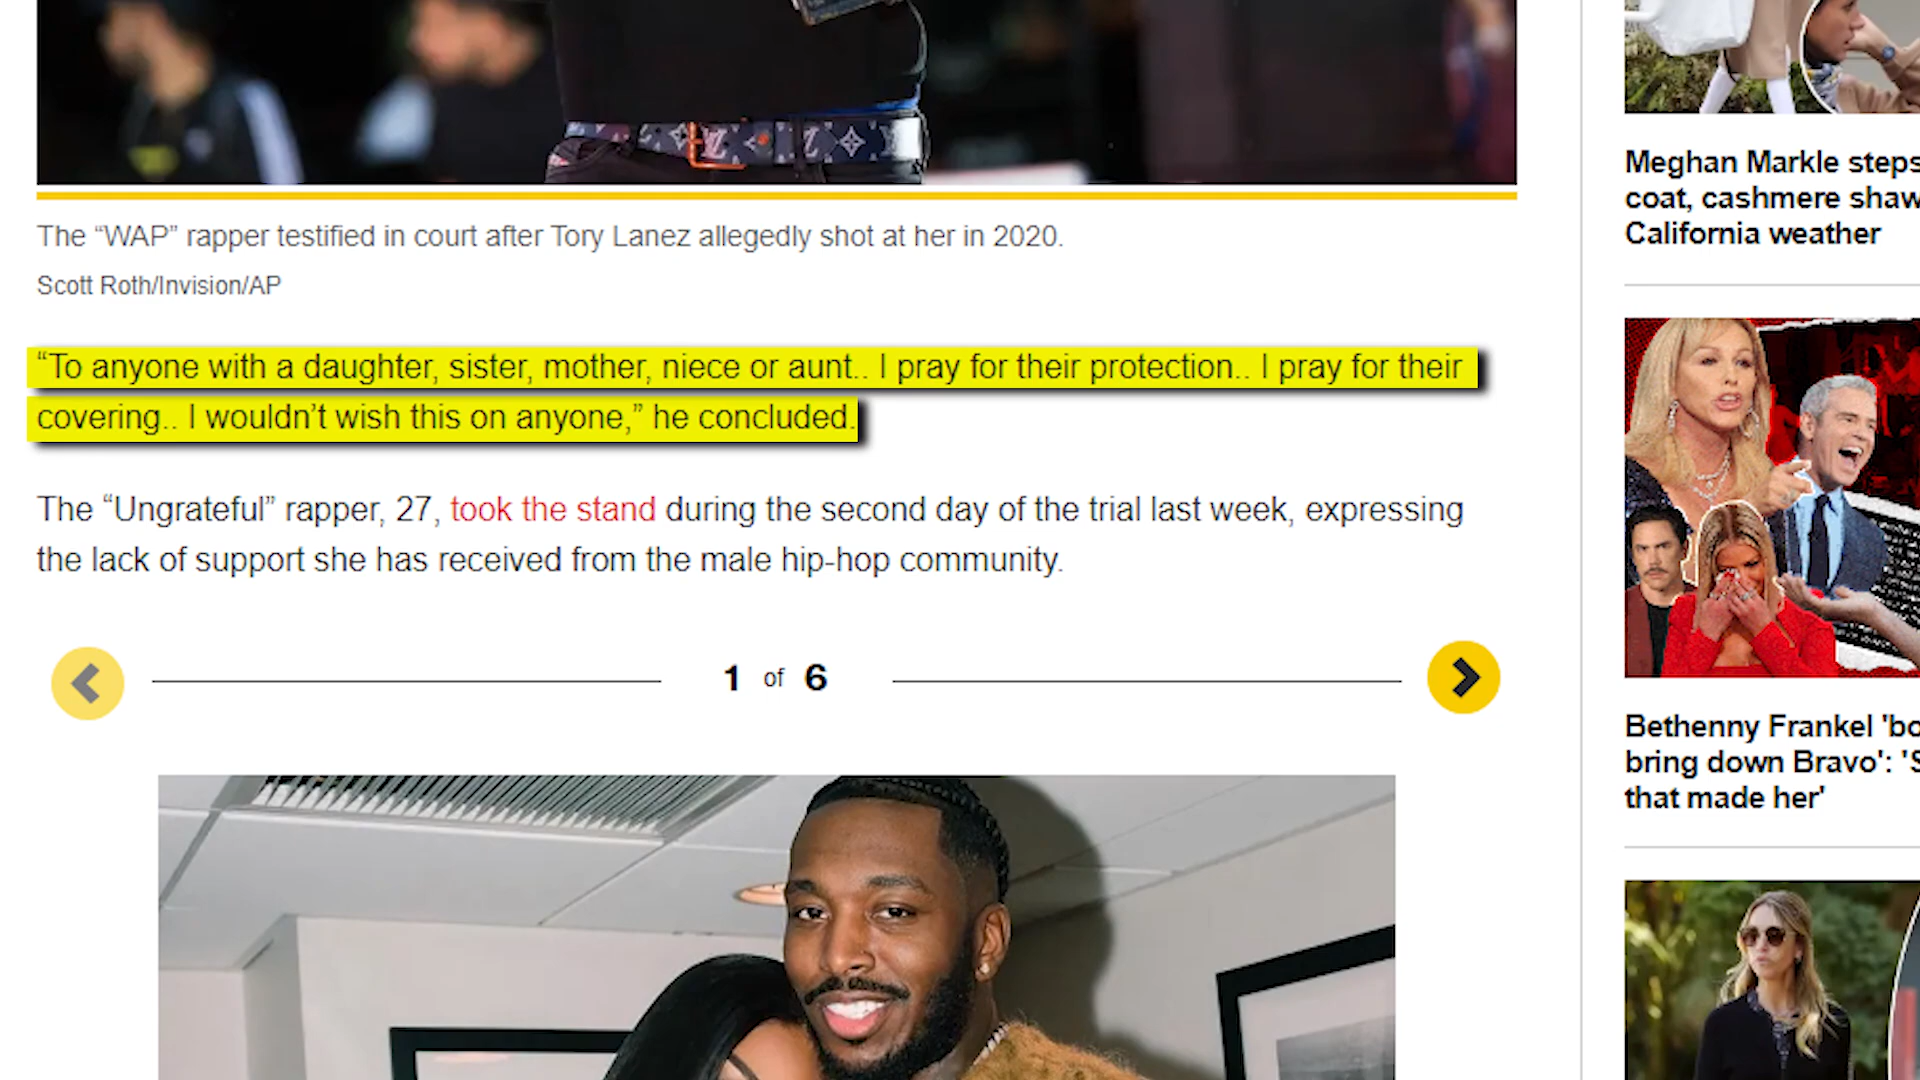 The “WAP” rapper testified in court after Tory Lanez allegedly shot at her in 2020.
Scott Roth/Invision/AP
“To anyone with a daughter, sister, mother, niece or aunt.. I pray for their protection.. I pray for their
covering.. I wouldn’t wish this on anyone,” he concluded.
The “Ungrateful” rapper, 27, took the stand during the second day of the trial last week, expressing
the lack of support she has received from the male hip-hop community.
1 of 6
Meghan Markle steps
coat, cashmere shaw
California weather
Bethenny Frankel 'bo
bring down Bravo': 'S
that made her'